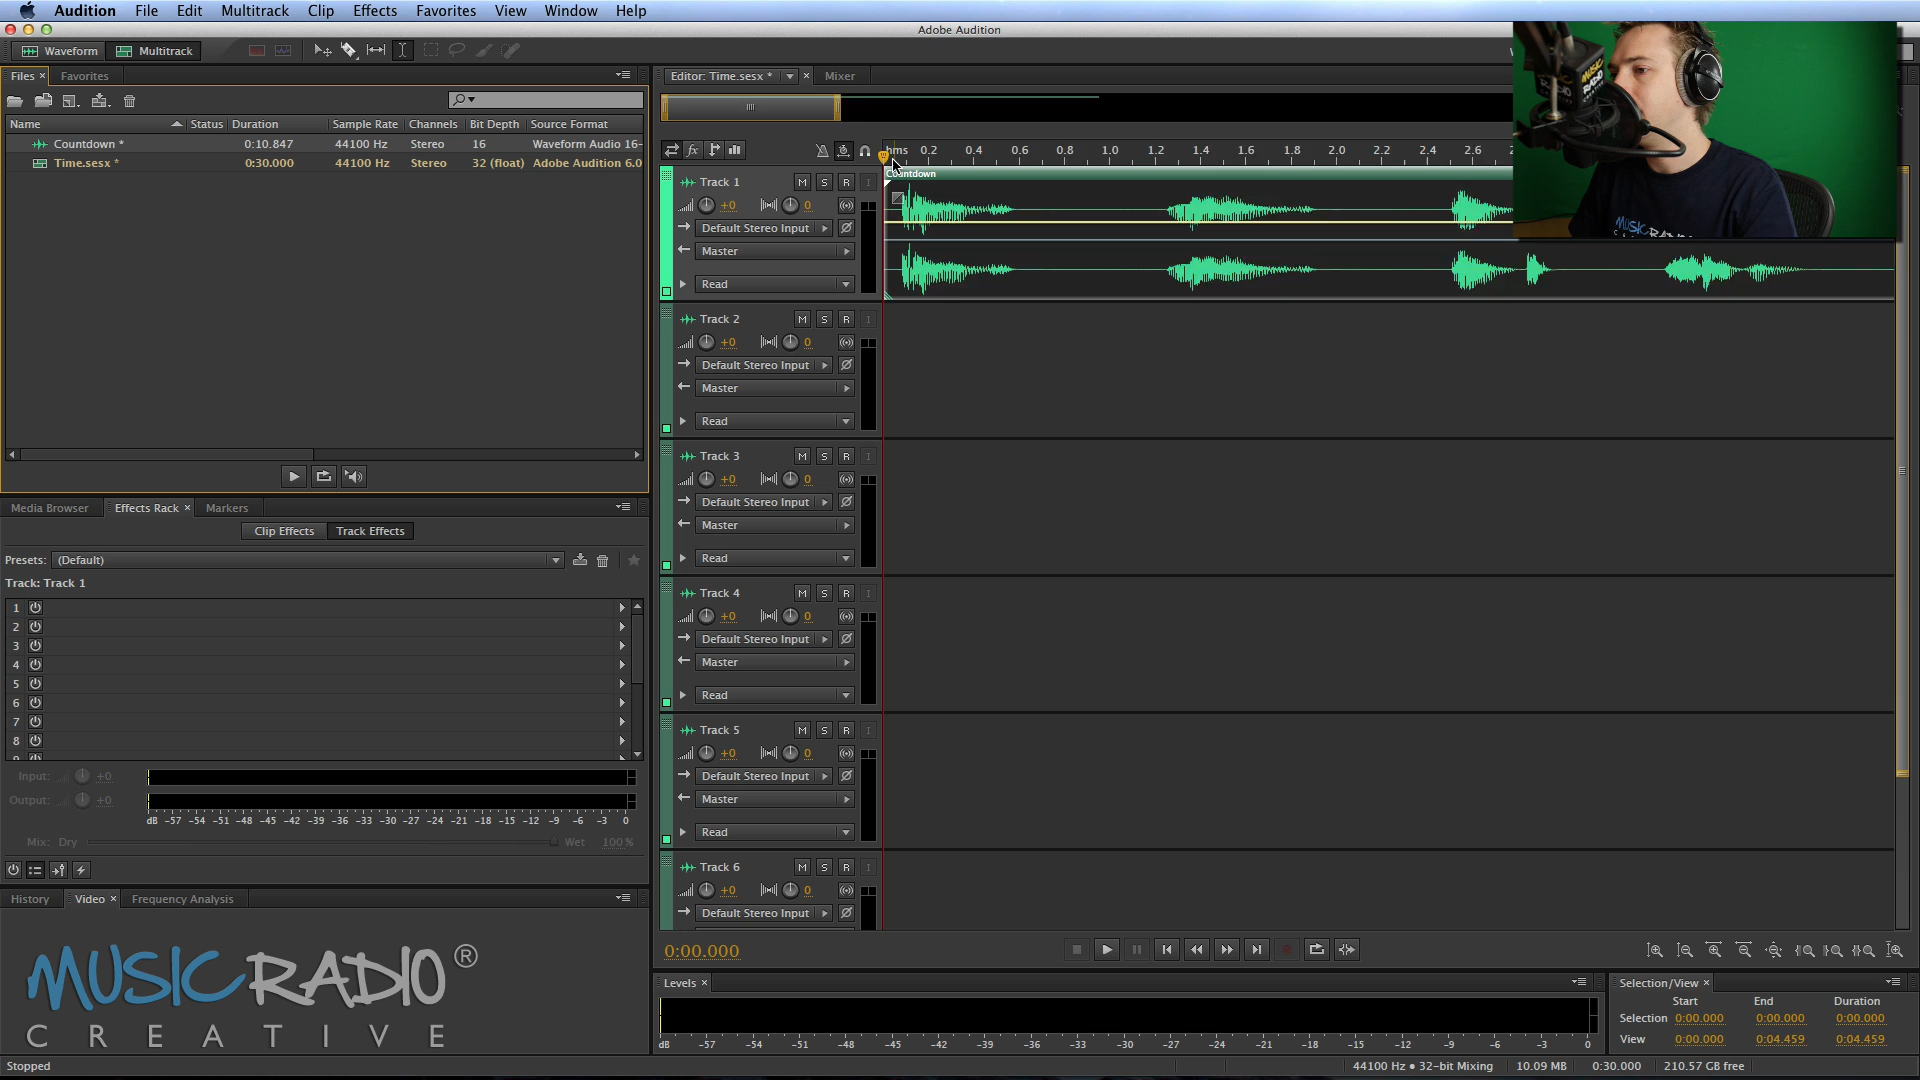 Audition File Edit Multitrack Clip Effects Favorites View Window Help
Adobe Audition
Waveform Multitrack
Files × Favorites
Editor: Time.sesx * × Mixer
Name Status Duration Sample Rate Channels Bit Depth Source Format
Countdown * 0:10.847 44100 Hz Stereo 16 Waveform Audio 16-
Time.sesx * 0:30.000 44100 Hz Stereo 32 (float) Adobe Audition 6.0
fx
hms 0.2 0.4 0.6 0.8 1.0 1.2 1.4 1.6 1.8 2.0 2.2 2.4 2.6
MUSIC RADIO
MUSIC RADIO
Countdown
Track 1 M S R I
+0 0
Default Stereo Input
Master
Read
Track 2 M S R I
+0 0
Default Stereo Input
Master
Read
Track 3 M S R I
+0 0
Default Stereo Input
Master
Read
Track 4 M S R I
+0 0
Default Stereo Input
Master
Read
Track 5 M S R I
+0 0
Default Stereo Input
Master
Read
Track 6 M S R I
+0 0
Default Stereo Input
Media Browser Effects Rack × Markers
Clip Effects Track Effects
Presets: (Default)
Track: Track 1
1
2
3
4
5
6
7
8
9
Input: +0
Output: +0
dB -57 -54 -51 -48 -45 -42 -39 -36 -33 -30 -27 -24 -21 -18 -15 -12 -9 -6 -3 0
Mix: Dry Wet 100 %
History Video × Frequency Analysis
MUSIC RADIO ®
CREATIVE
0:00.000
Levels ×
dB -57 -54 -51 -48 -45 -42 -39 -36 -33 -30 -27 -24 -21 -18 -15 -12 -9 -6 -3 0
Selection/View ×
Start End Duration
Selection 0:00.000 0:00.000 0:00.000
View 0:00.000 0:04.459 0:04.459
Stopped
44100 Hz ● 32-bit Mixing 10.09 MB 0:30.000 210.57 GB free